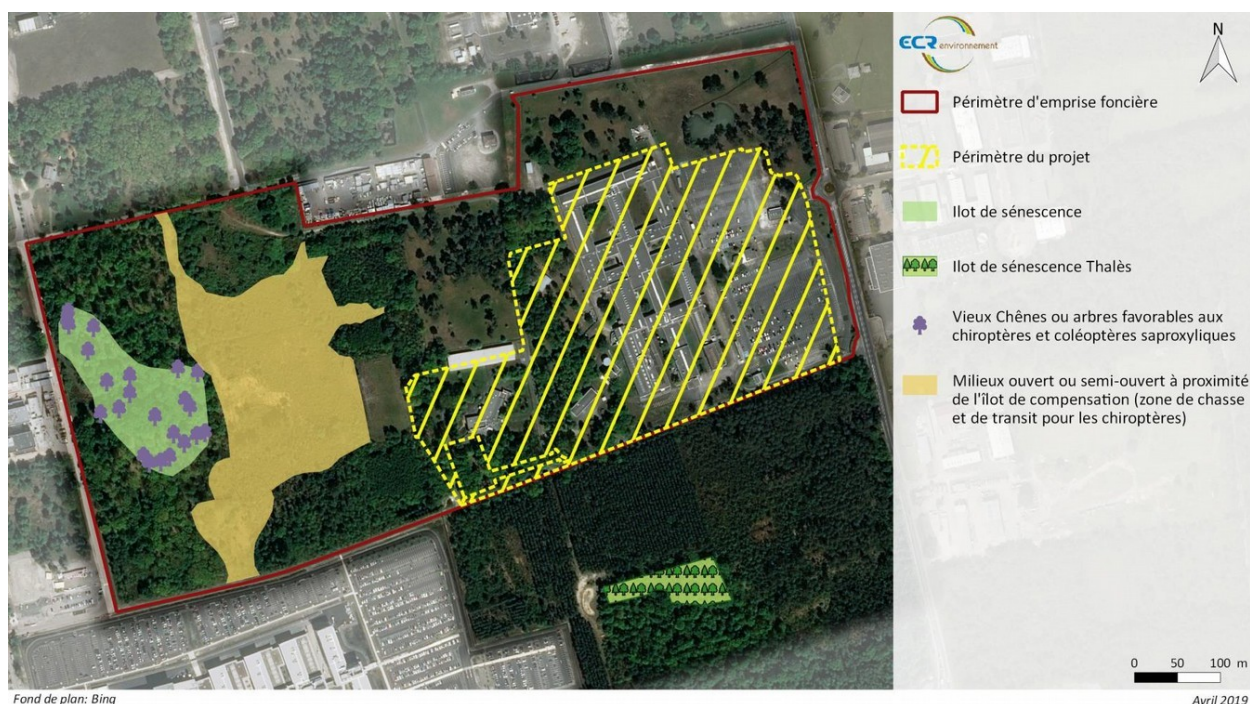 ECR environnement
N
Périmètre d'emprise foncière
Périmètre du projet
Ilot de sénescence
Ilot de sénescence Thalès
Vieux Chênes ou arbres favorables aux
chiroptères et coléoptères saproxyliques
Milieux ouvert ou semi-ouvert à proximité
de l'îlot de compensation (zone de chasse
et de transit pour les chiroptères)
0 50 100 m
Fond de plan: Bing
Avril 2019